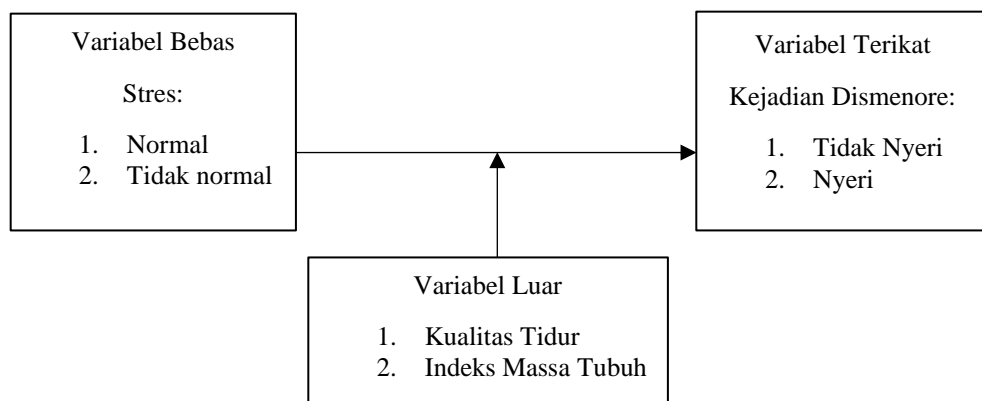 Variabel Bebas
Stres:
1. Normal
2. Tidak normal
Variabel Terikat
Kejadian Dismenore:
1. Tidak Nyeri
2. Nyeri
Variabel Luar
1. Kualitas Tidur
2. Indeks Massa Tubuh